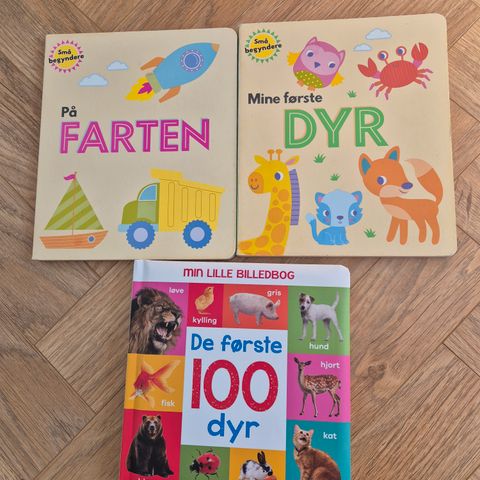 Små
begyndere
På
FARTEN
Små
begyndere
Mine første
DYR
MIN LILLE BILLEDBOG
løve
kylling
gris
hund
De første
100
dyr
hjort
fisk
kat